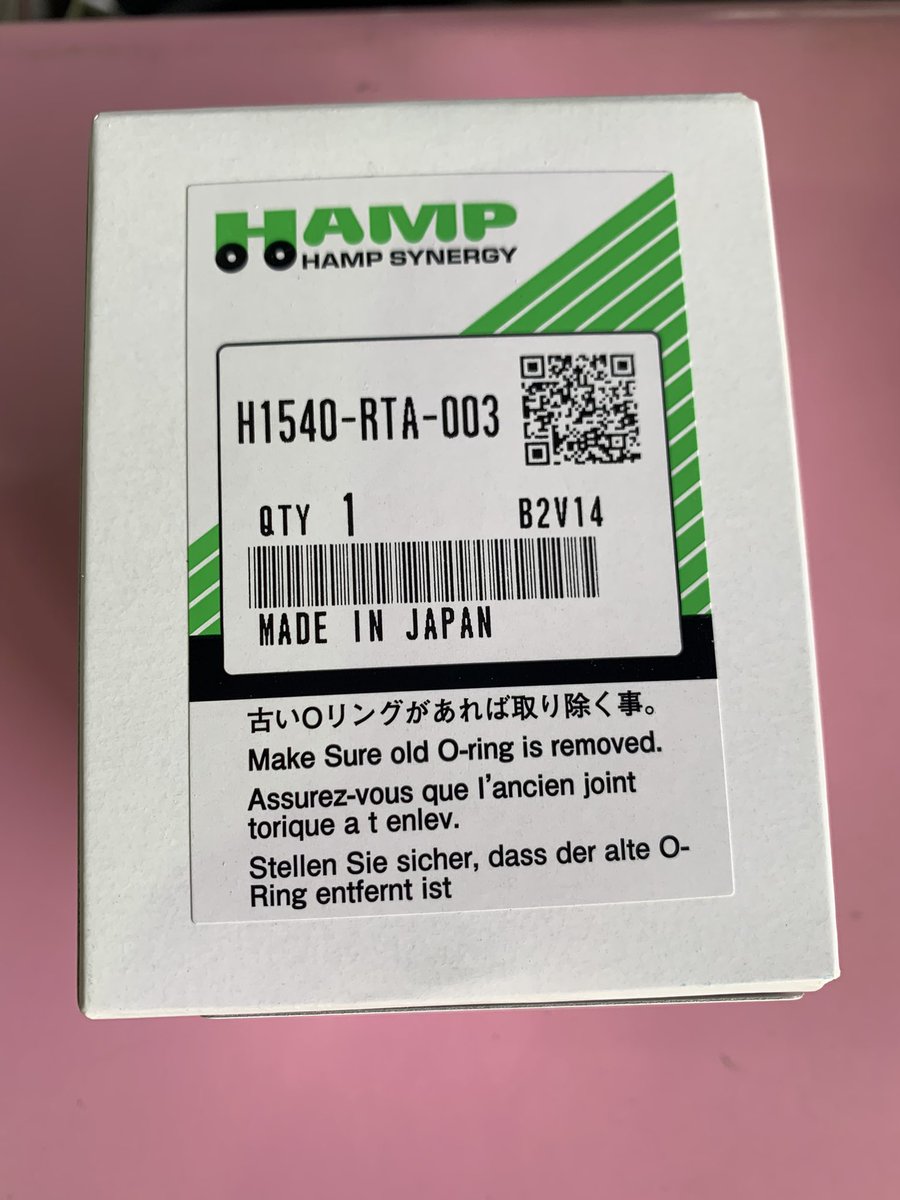 HAMP
HAMP SYNERGY
H1540-RTA-003
QTY 1 B2V14
MADE IN JAPAN
古いOリングがあれば取り除く事。
Make Sure old O-ring is removed.
Assurez-vous que l'ancien joint
torique a t enlev.
Stellen Sie sicher, dass der alte O-
Ring entfernt ist